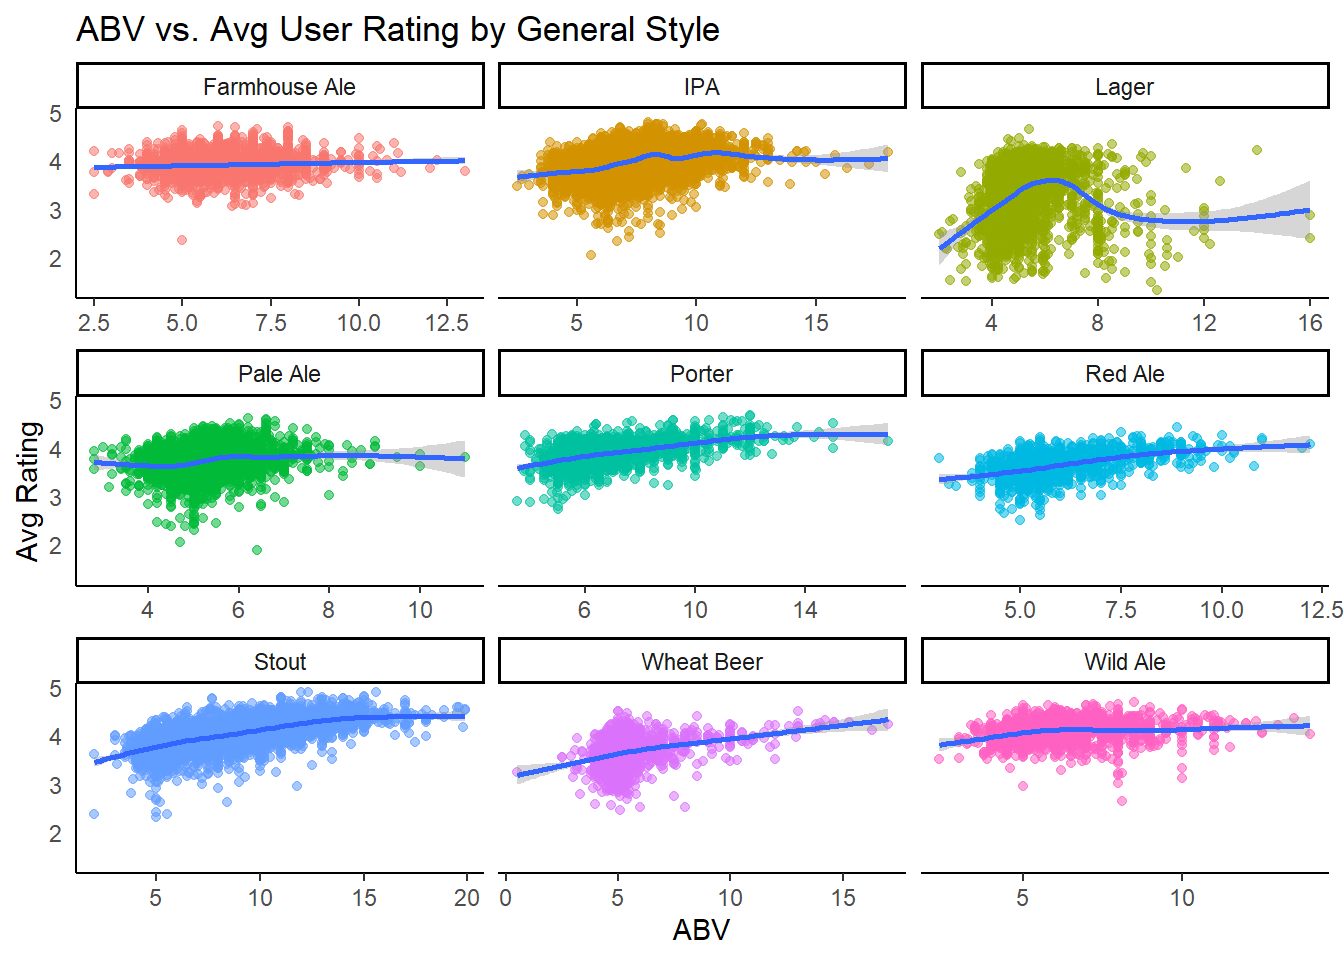 ABV vs. Avg User Rating by General Style
Farmhouse Ale
IPA
Lager
5
4
3
2
2.5 5.0 7.5 10.0 12.5
5 10 15
4 8 12 16
Pale Ale
Porter
Red Ale
5
4
3
2
4 6 8 10
6 10 14
5.0 7.5 10.0 12.5
Stout
Wheat Beer
Wild Ale
5
4
3
2
5 10 15 20
0 5 10 15
5 10
Avg Rating
ABV